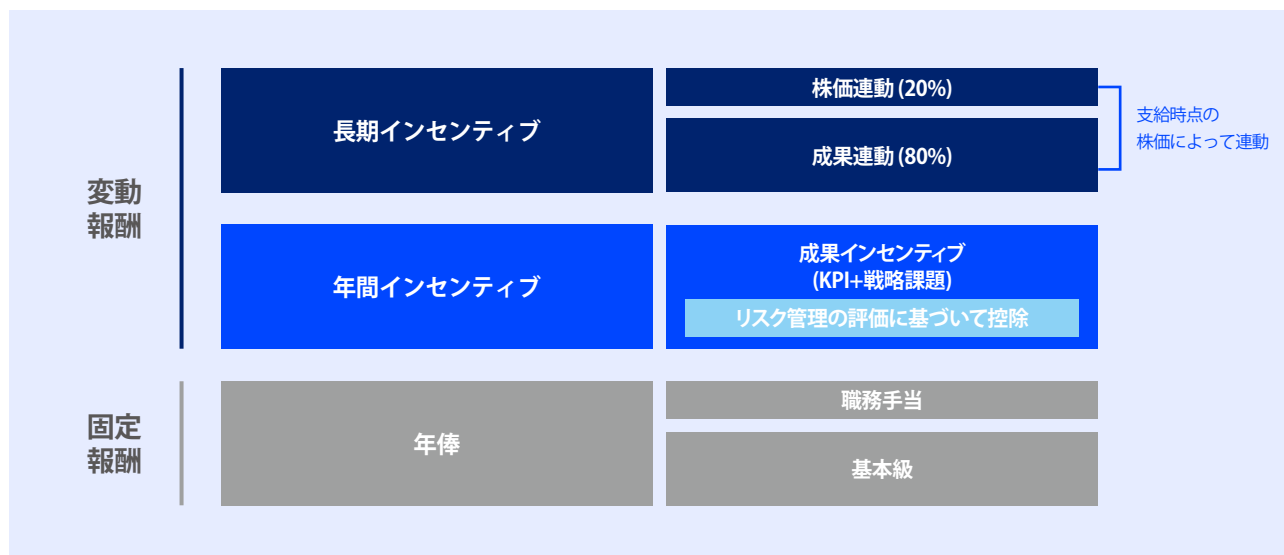 変動
報酬
長期インセンティブ
株価連動 (20%)
成果連動 (80%)
支給時点の
株価によって連動
年間インセンティブ
成果インセンティブ
(KPI+戦略課題)
リスク管理の評価に基づいて控除
固定
報酬
年俸
職務手当
基本級